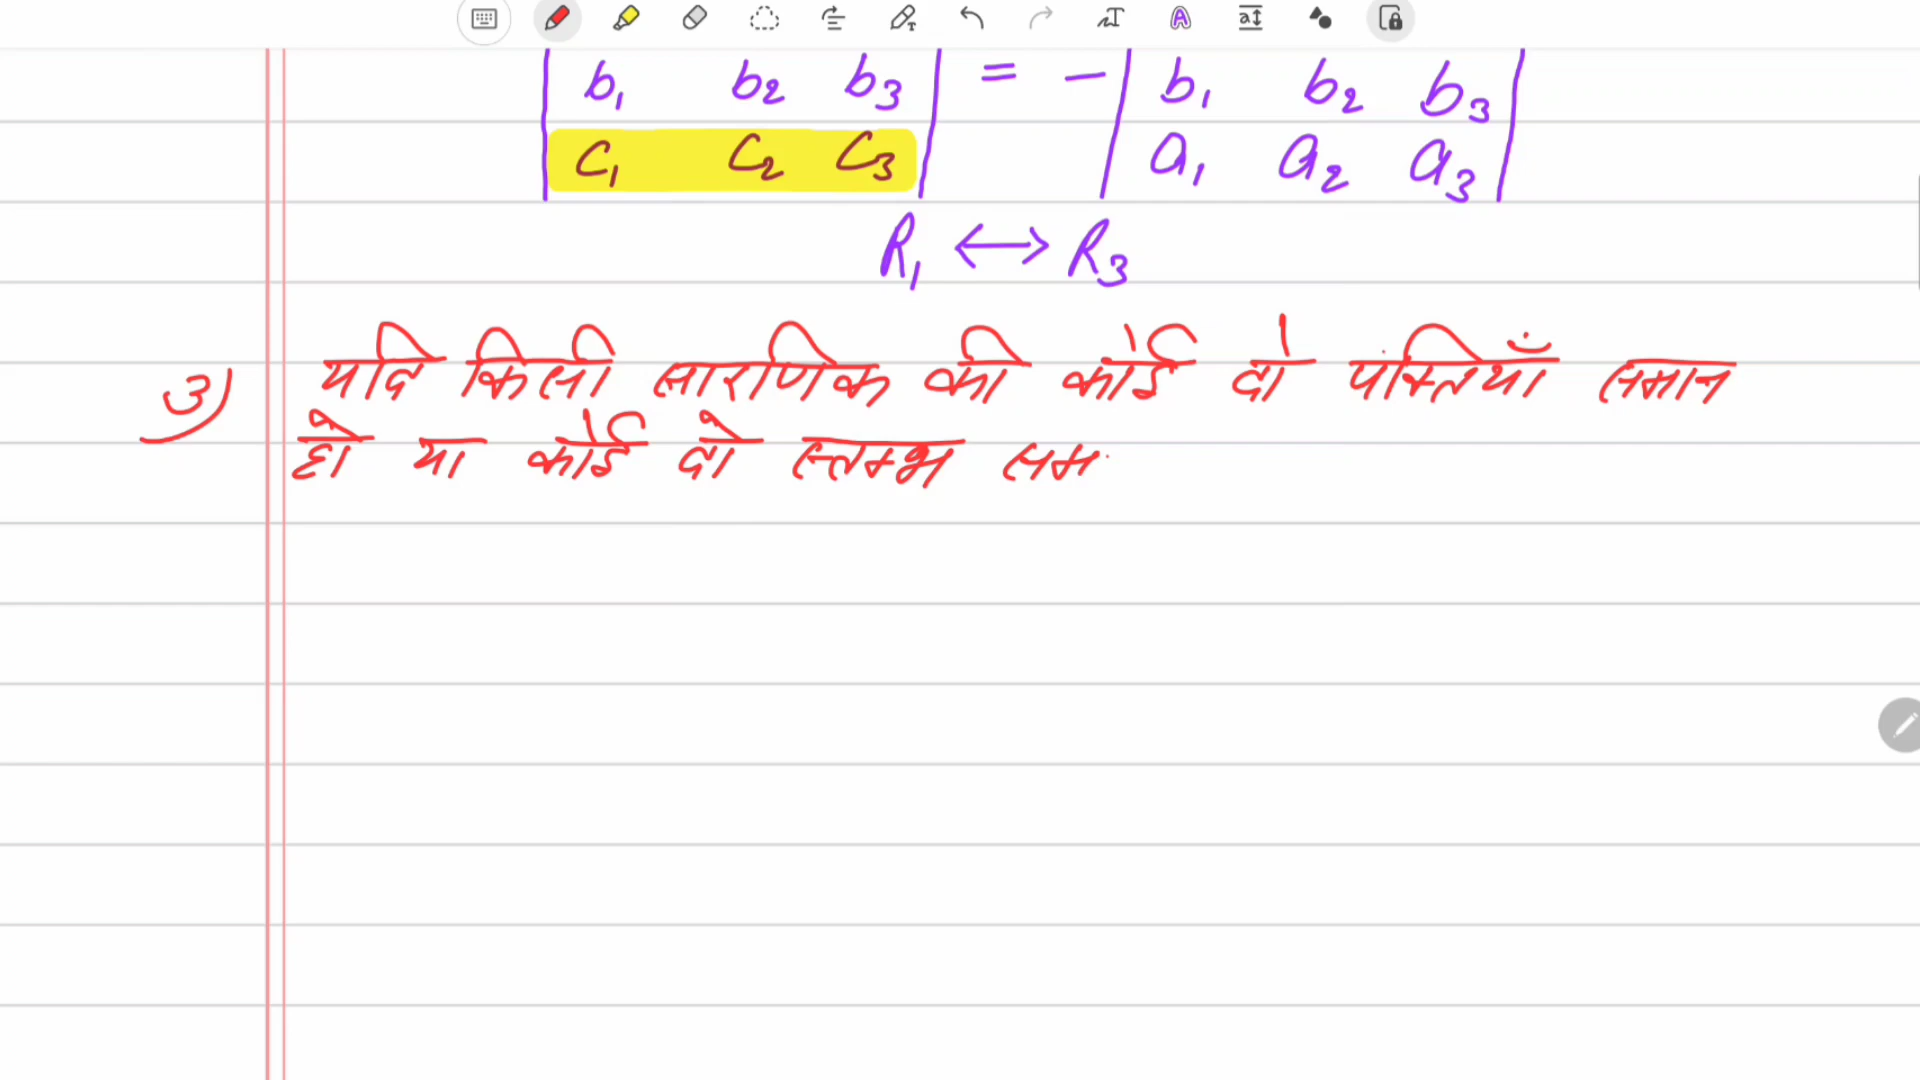 | b₁ b₂ b₃ | = - | b₁ b₂ b₃ |
| c₁ c₂ c₃ | | a₁ a₂ a₃ |
R₁ ↔ R₃
3) यदि किसी सारणिक की कोई दो पंक्तियाँ समान
हो या कोई दो स्तम्भ सम